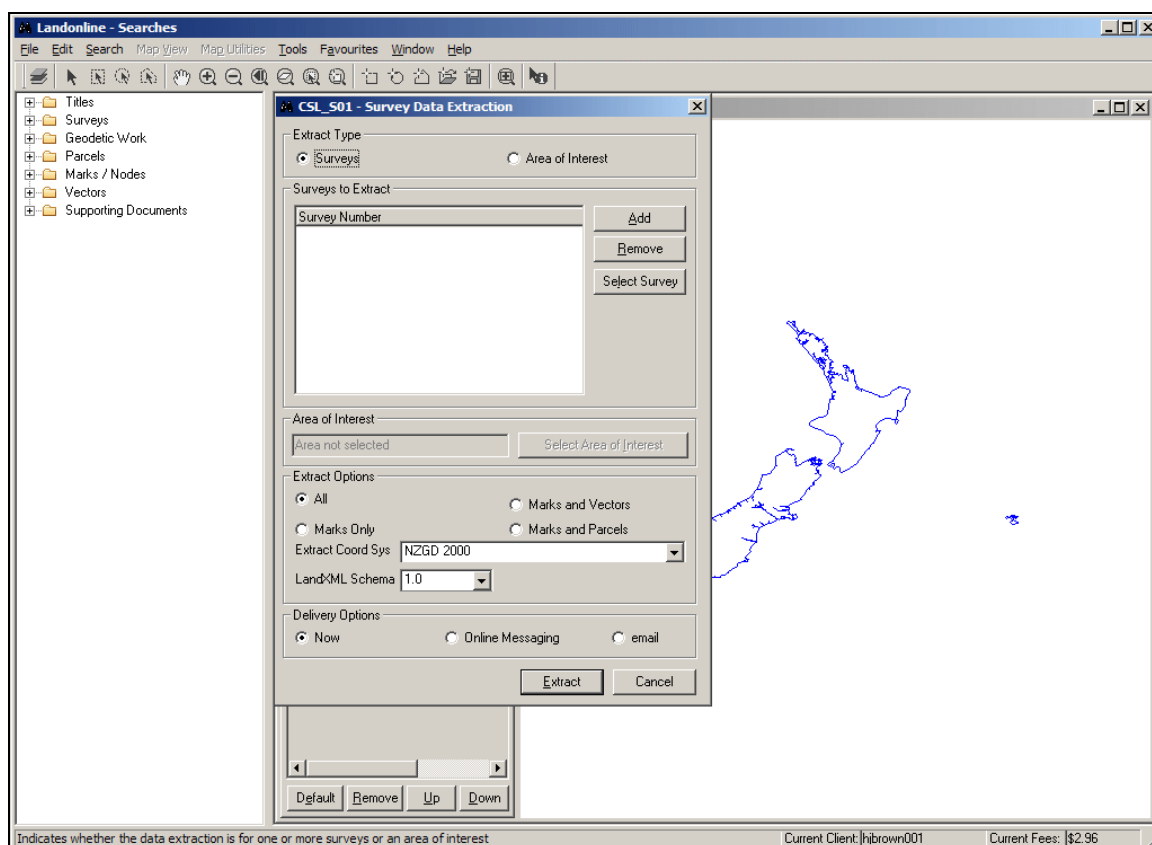 Landonline - Searches
File Edit Search Map View Map Utilities Tools Favourites Window Help
Titles
Surveys
Geodetic Work
Parcels
Marks / Nodes
Vectors
Supporting Documents
CSL_S01 - Survey Data Extraction
Extract Type
Surveys Area of Interest
Surveys to Extract
Survey Number
Add
Remove
Select Survey
Area of Interest
Area not selected Select Area of Interest
Extract Options
All Marks and Vectors
Marks Only Marks and Parcels
Extract Coord Sys NZGD 2000
LandXML Schema 1.0
Delivery Options
Now Online Messaging email
Extract Cancel
Default Remove Up Down
Indicates whether the data extraction is for one or more surveys or an area of interest Current Client: hjbrown001 Current Fees: $2.96